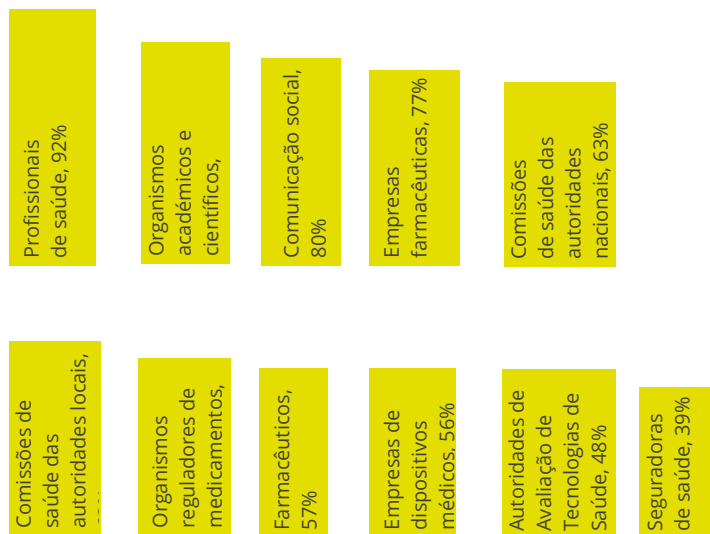 Profissionais
de saúde, 92%
Organismos
académicos e
científicos,
Comunicação social,
80%
Empresas
farmacêuticas, 77%
Comissões
de saúde das
autoridades
nacionais, 63%
Comissões de
saúde das
autoridades locais,
Organismos
reguladores de
medicamentos,
Farmacêuticos,
57%
Empresas de
dispositivos
médicos, 56%
Autoridades de
Avaliação de
Tecnologias de
Saúde, 48%
Seguradoras
de saúde, 39%